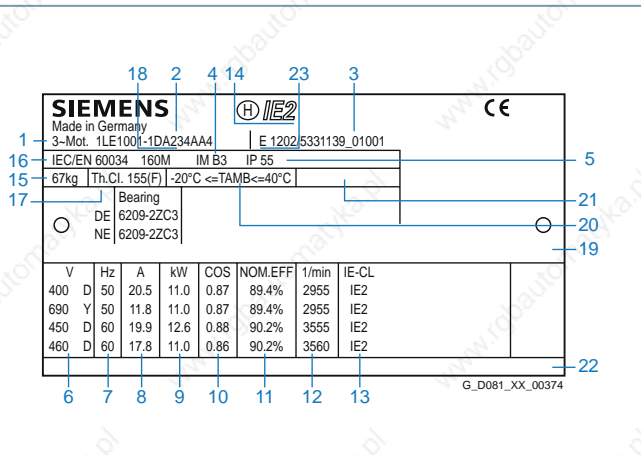 18 2 4 14 23 3
SIEMENS H IE2 CE
Made in Germany
1 3~Mot. 1LE1001-1DA234AA4 E 1202/5331139_01001
16 IEC/EN 60034 160M IM B3 IP 55 5
15 67kg Th.Cl. 155(F) -20°C <=TAMB<=40°C 21
17 Bearing 20
DE 6209-2ZC3
NE 6209-2ZC3
19
V Hz A kW COS NOM.EFF 1/min IE-CL
400 D 50 20.5 11.0 0.87 89.4% 2955 IE2
690 Y 50 11.8 11.0 0.87 89.4% 2955 IE2
450 D 60 19.9 12.6 0.88 90.2% 3555 IE2
460 D 60 17.8 11.0 0.86 90.2% 3560 IE2
22
6 7 8 9 10 11 12 13
G_D081_XX_00374
www.rgbautomatyka.pl